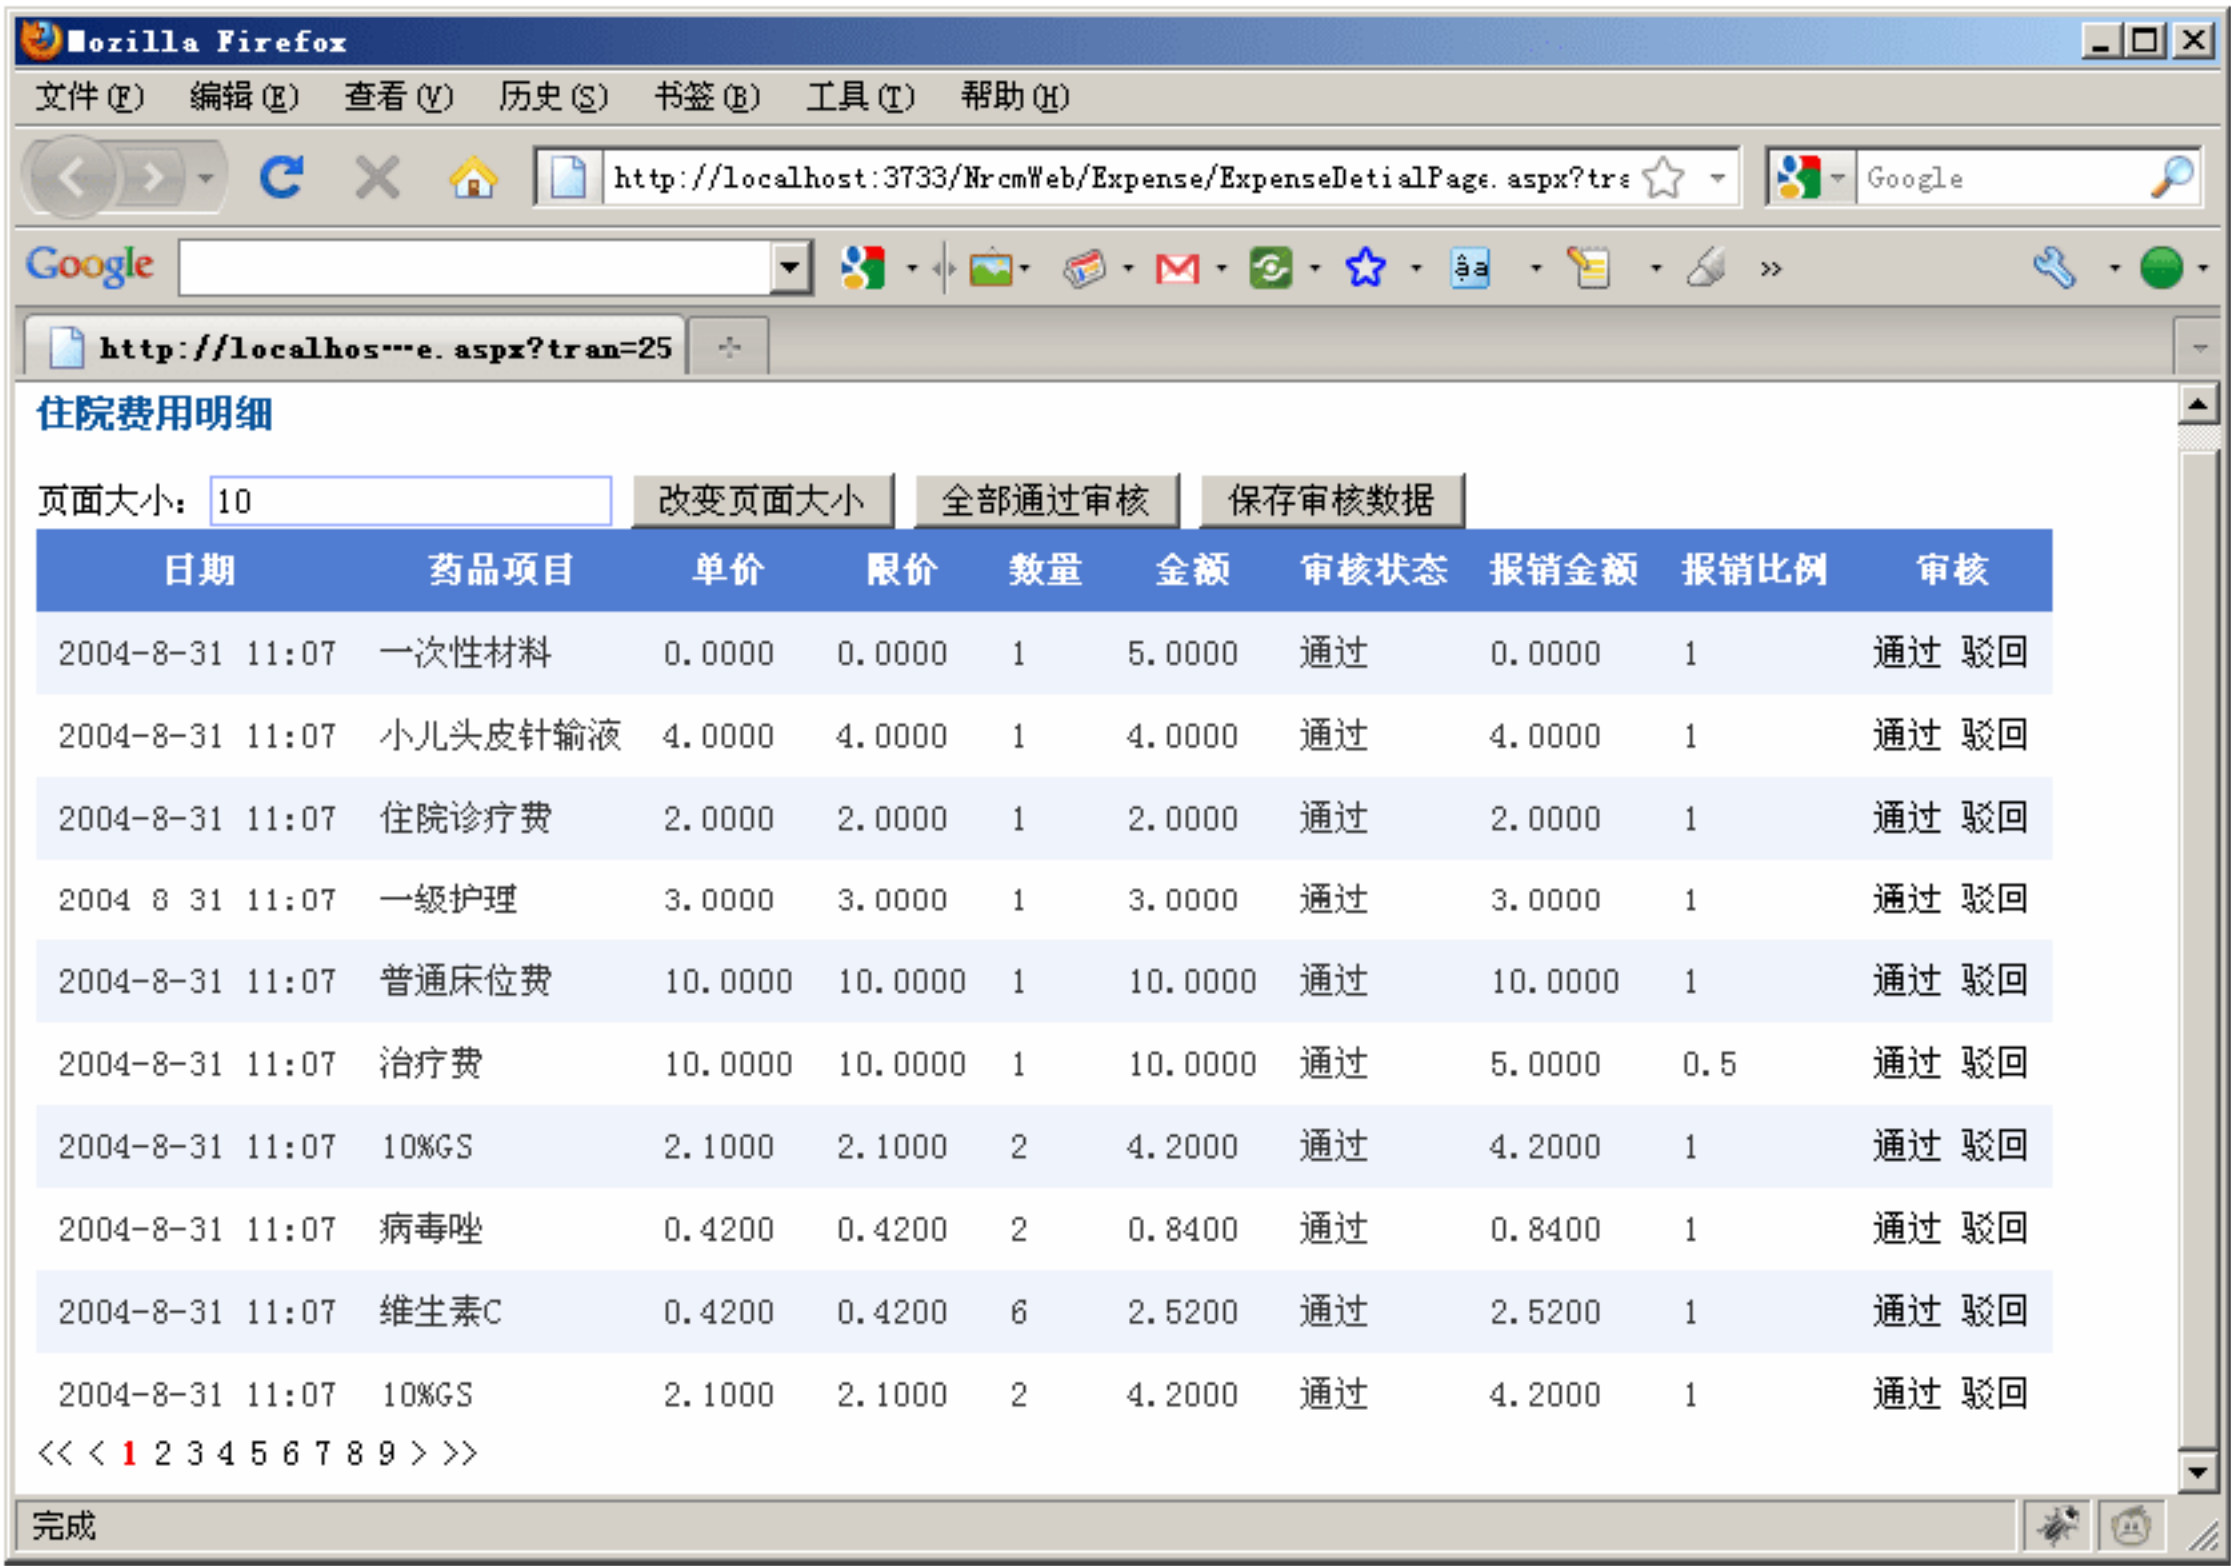 Mozilla Firefox
文件(F) 编辑(E) 查看(V) 历史(S) 书签(B) 工具(T) 帮助(H)
http://localhost:3733/NrcmWeb/Expense/ExpenseDetialPage.aspx?tra Google
Google
http://localhos…e.aspx?tran=25
住院费用明细
页面大小: 10 改变页面大小 全部通过审核 保存审核数据
日期 药品项目 单价 限价 数量 金额 审核状态 报销金额 报销比例 审核
2004-8-31 11:07 一次性材料 0.0000 0.0000 1 5.0000 通过 0.0000 1 通过 驳回
2004-8-31 11:07 小儿头皮针输液 4.0000 4.0000 1 4.0000 通过 4.0000 1 通过 驳回
2004-8-31 11:07 住院诊疗费 2.0000 2.0000 1 2.0000 通过 2.0000 1 通过 驳回
2004 8 31 11:07 一级护理 3.0000 3.0000 1 3.0000 通过 3.0000 1 通过 驳回
2004-8-31 11:07 普通床位费 10.0000 10.0000 1 10.0000 通过 10.0000 1 通过 驳回
2004-8-31 11:07 治疗费 10.0000 10.0000 1 10.0000 通过 5.0000 0.5 通过 驳回
2004-8-31 11:07 10%GS 2.1000 2.1000 2 4.2000 通过 4.2000 1 通过 驳回
2004-8-31 11:07 病毒唑 0.4200 0.4200 2 0.8400 通过 0.8400 1 通过 驳回
2004-8-31 11:07 维生素C 0.4200 0.4200 6 2.5200 通过 2.5200 1 通过 驳回
2004-8-31 11:07 10%GS 2.1000 2.1000 2 4.2000 通过 4.2000 1 通过 驳回
<< < 1 2 3 4 5 6 7 8 9 > >>
完成